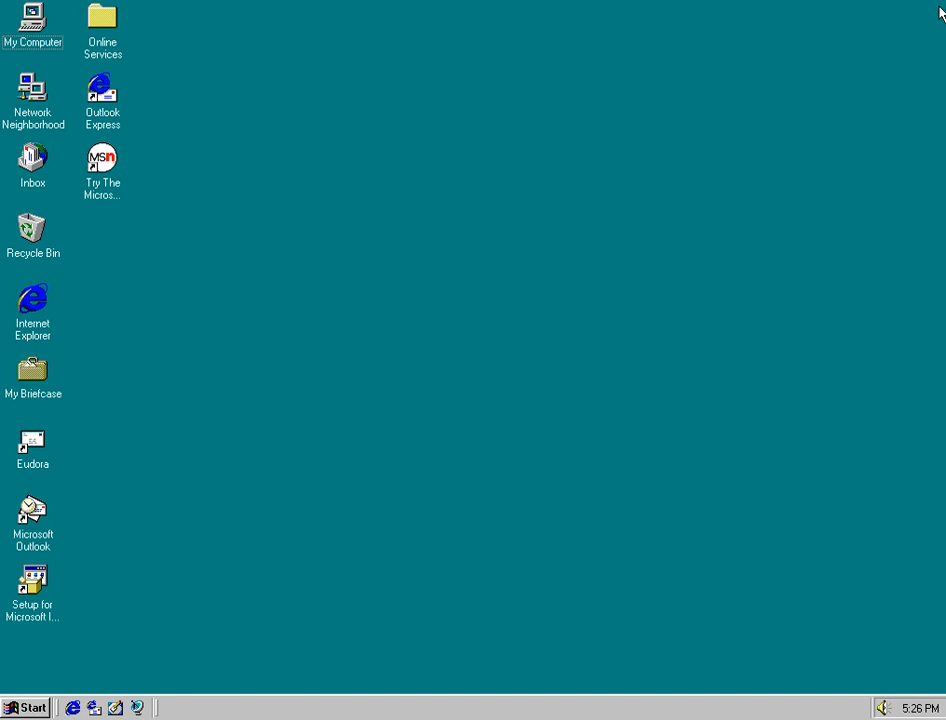 My Computer
Online
Services
Network
Neighborhood
Outlook
Express
Inbox
MSn
Try The
Micros...
Recycle Bin
Internet
Explorer
My Briefcase
Eudora
Microsoft
Outlook
Setup for
Microsoft I...
Start
5:26 PM